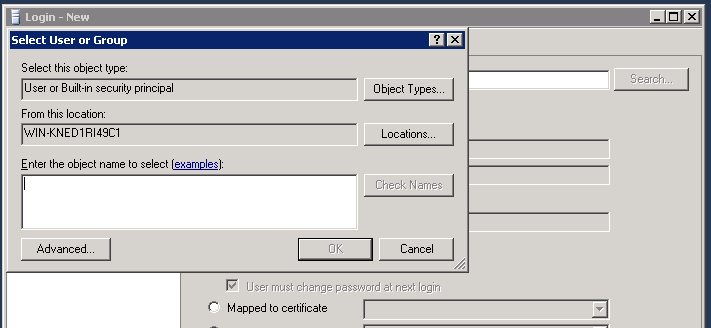 Login - New
Select User or Group
Select this object type:
User or Built-in security principal
Object Types...
From this location:
WIN-KNED1RI49C1
Locations...
Enter the object name to select (examples):
Check Names
Advanced...
OK
Cancel
Search...
User must change password at next login
Mapped to certificate